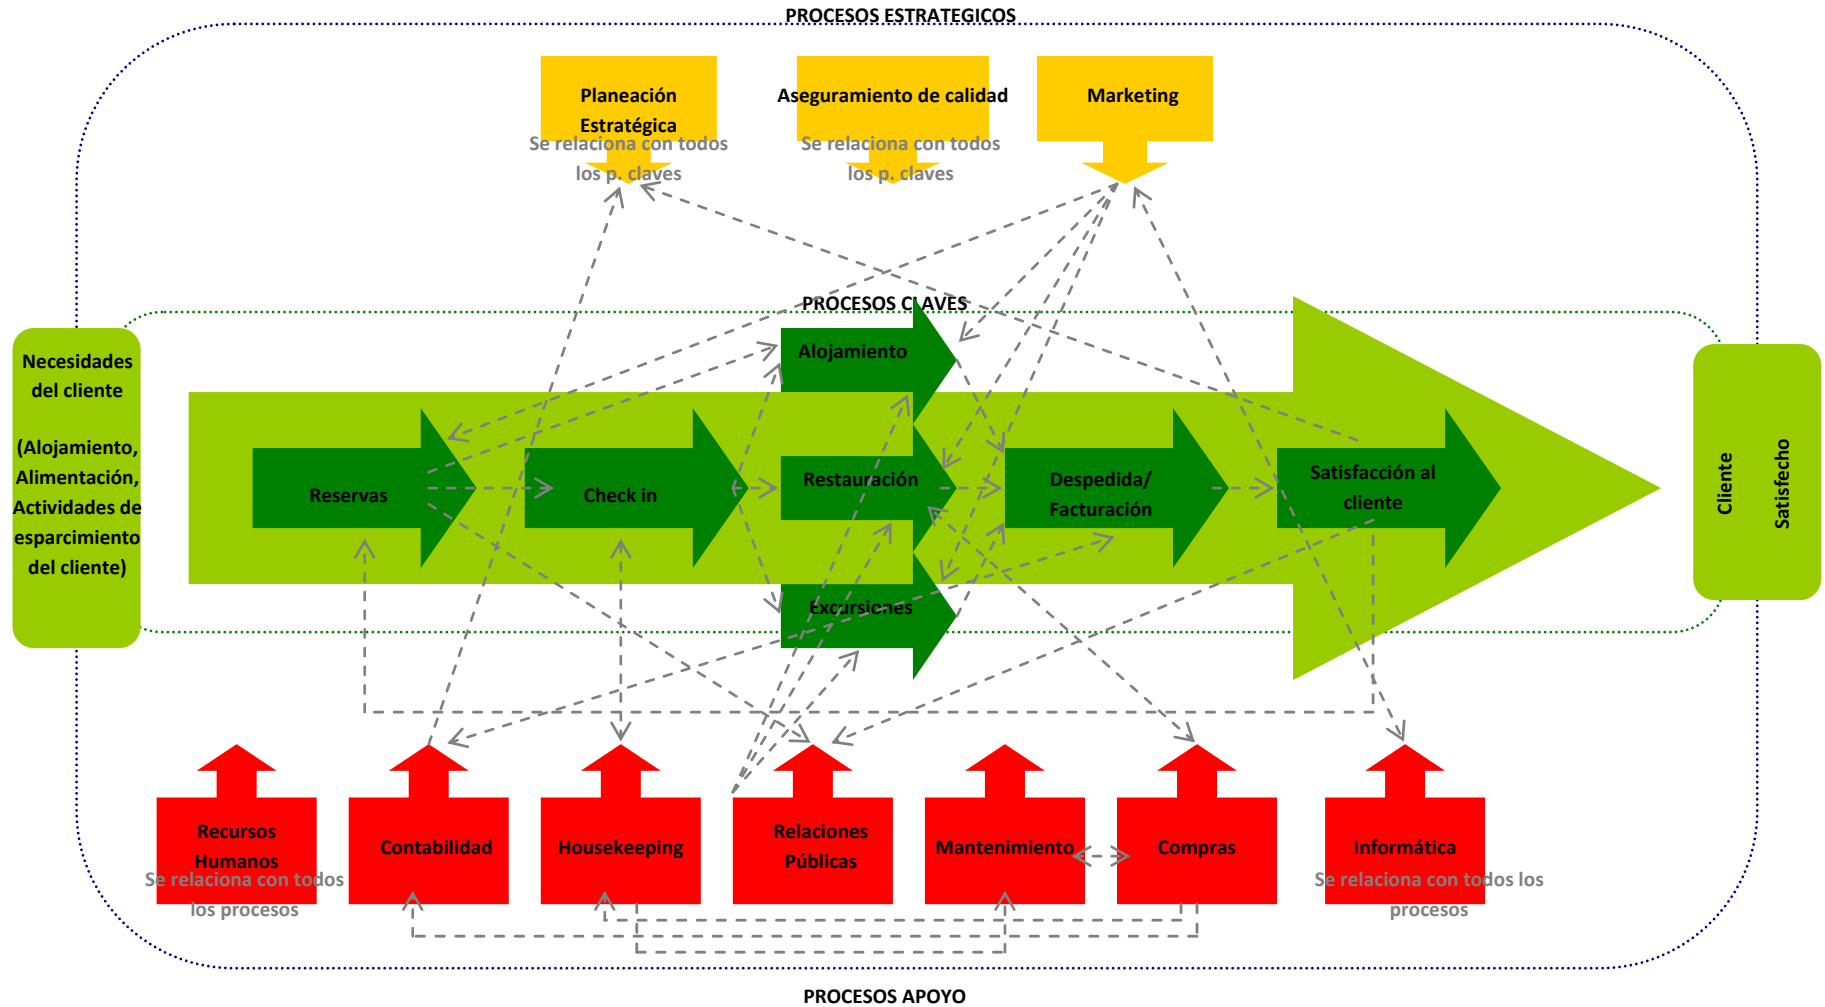 PROCESOS ESTRATEGICOS
Planeación
Estratégica
Se relaciona con todos
los p. claves
Aseguramiento de calidad
Se relaciona con todos
los p. claves
Marketing
PROCESOS CLAVES
Necesidades
del cliente
(Alojamiento,
Alimentación,
Actividades de
esparcimiento
del cliente)
Reservas
Check in
Alojamiento
Restauración
Excursiones
Despedida/
Facturación
Satisfacción al
cliente
Cliente
Satisfecho
Recursos
Humanos
Se relaciona con todos
los procesos
Contabilidad
Housekeeping
Relaciones
Públicas
Mantenimiento
Compras
Informática
Se relaciona con todos los
procesos
PROCESOS APOYO